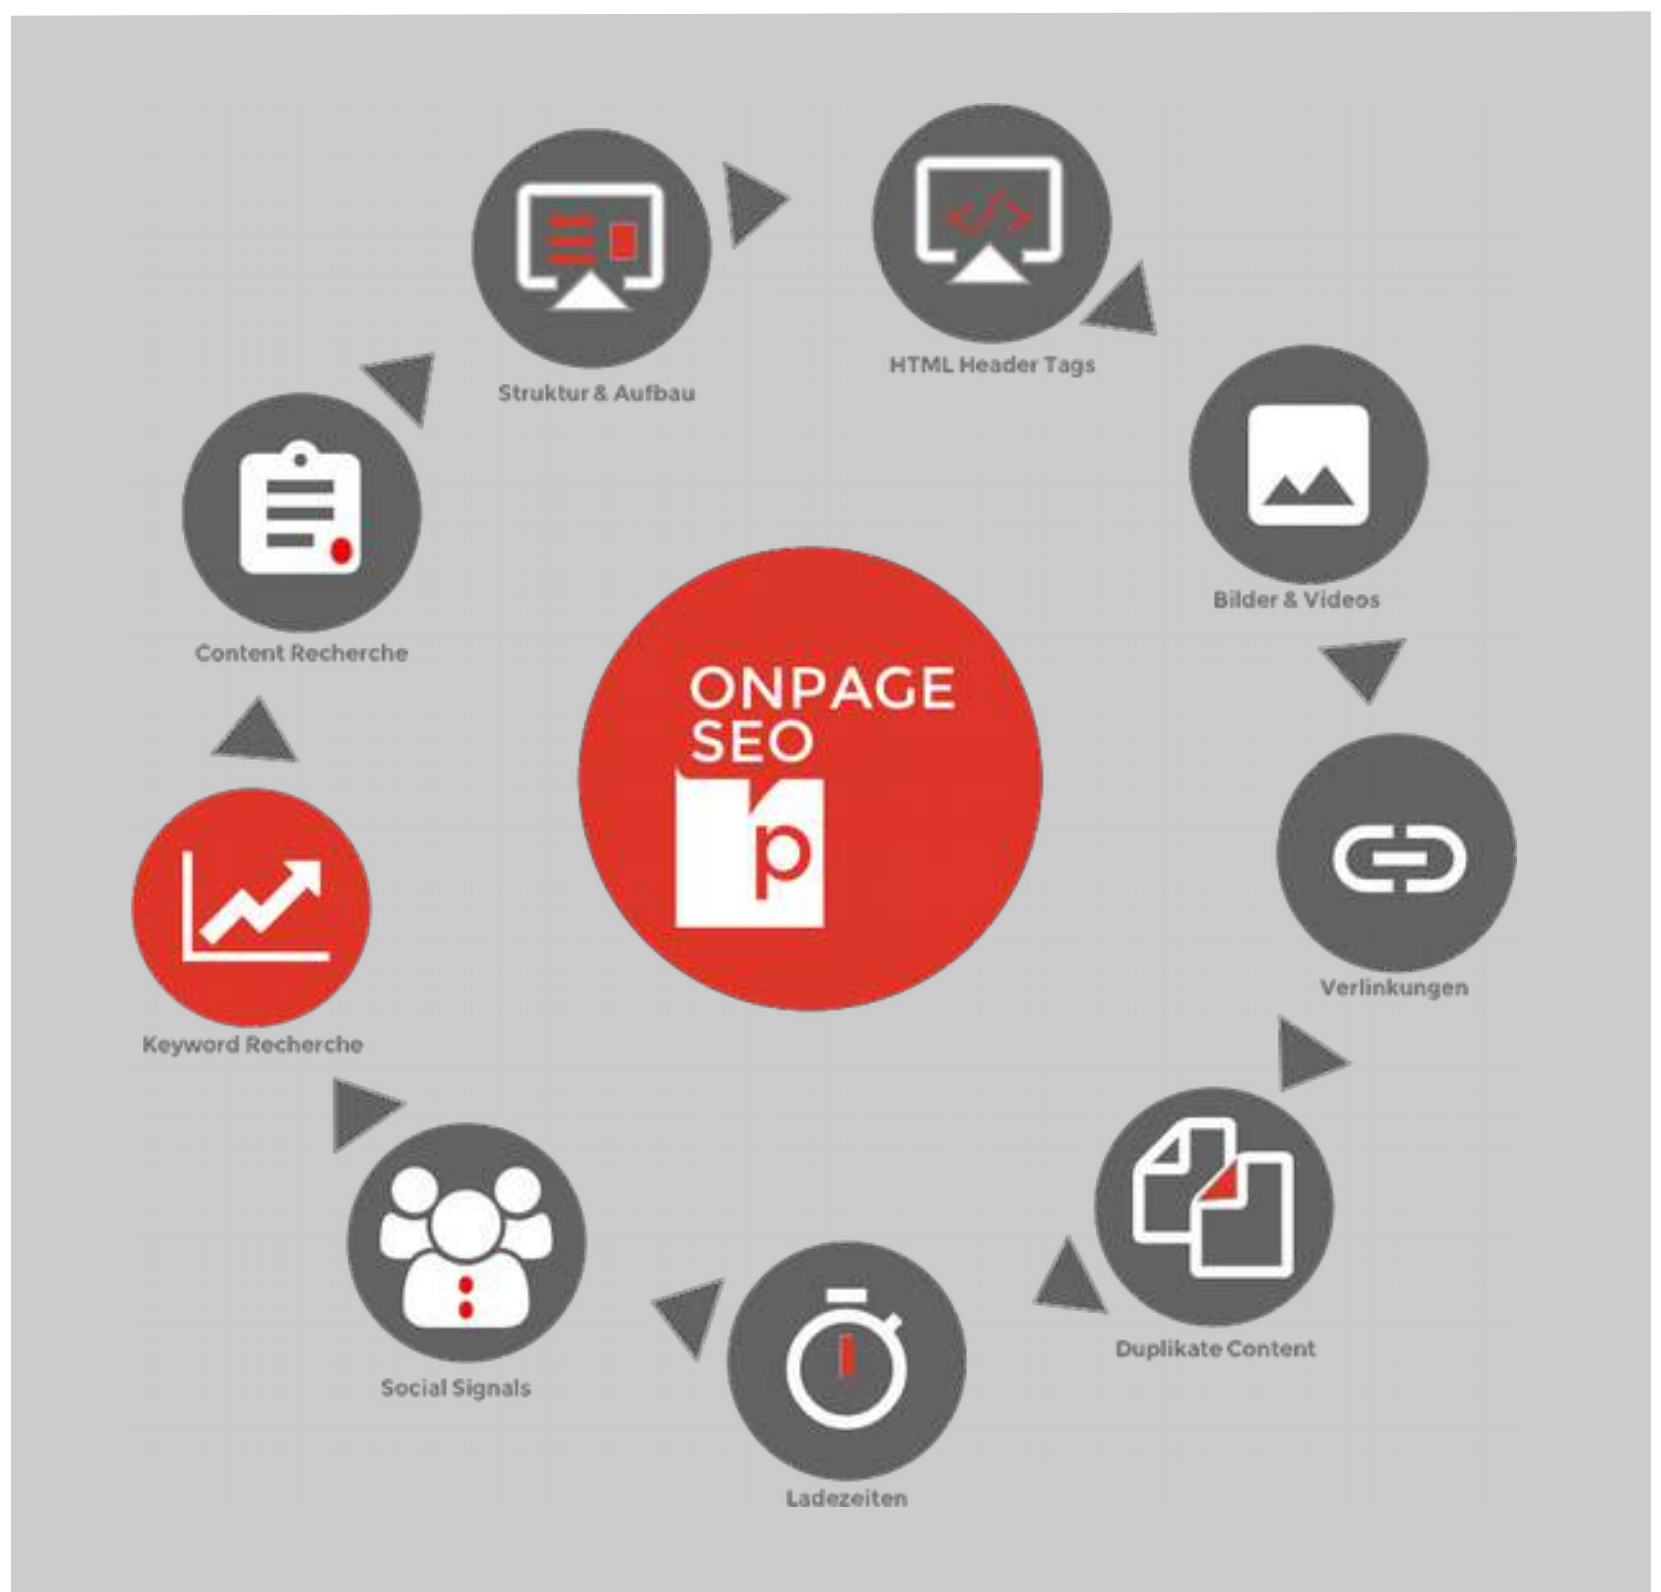 ONPAGE
SEO
p
Struktur & Aufbau
HTML Header Tags
Bilder & Videos
Verlinkungen
Duplikate Content
Ladezeiten
Social Signals
Keyword Recherche
Content Recherche
</>